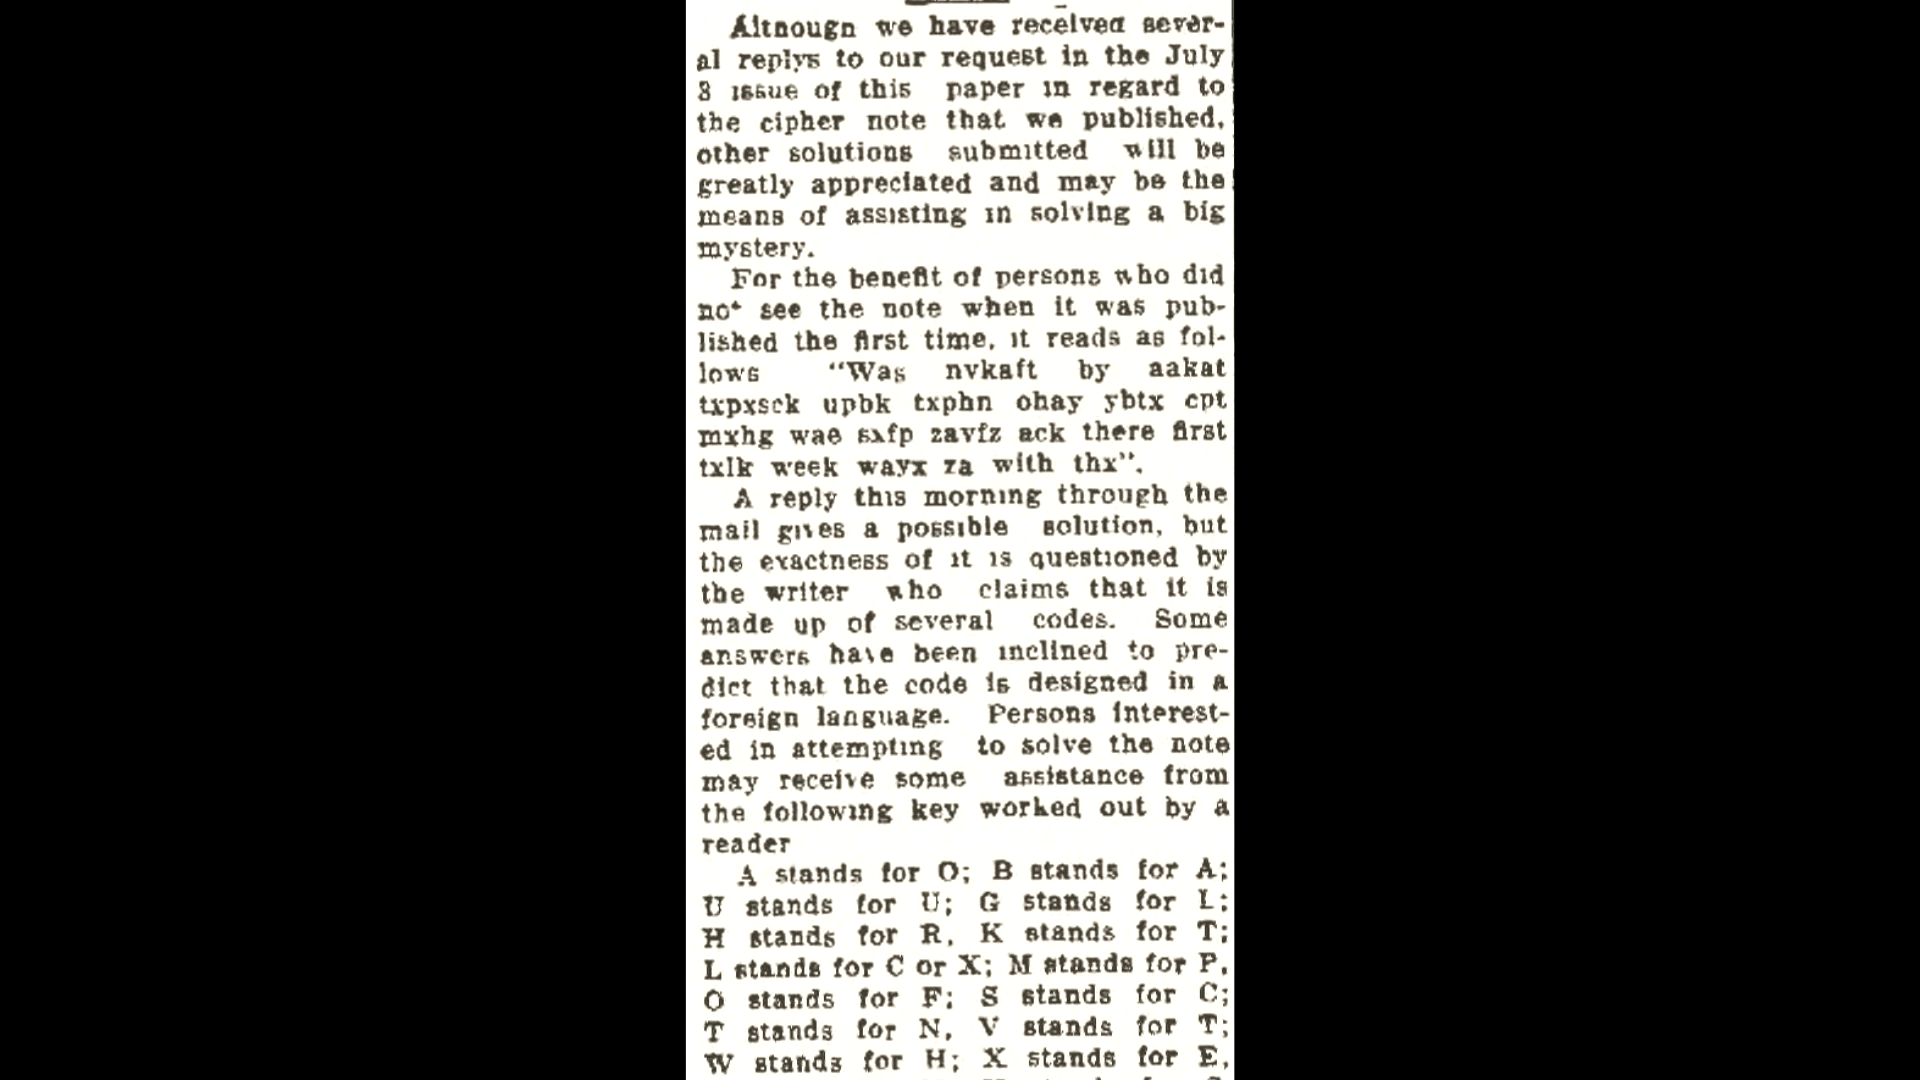 Although we have received sever-
al replys to our request in the July
8 issue of this paper in regard to
the cipher note that we published,
other solutions submitted will be
greatly appreciated and may be the
means of assisting in solving a big
mystery.
For the benefit of persons who did
not see the note when it was pub-
lished the first time, it reads as fol-
lows "Was nvkaft by aakat
txpxsck upbk txphn ohay ybtx cpt
mxhg wae sxfp zavfz ack there first
txlk week wayx za with thx".
A reply this morning through the
mail gives a possible solution, but
the exactness of it is questioned by
the writer who claims that it is
made up of several codes. Some
answers have been inclined to pre-
dict that the code is designed in a
foreign language. Persons interest-
ed in attempting to solve the note
may receive some assistance from
the following key worked out by a
reader
A stands for O; B stands for A;
U stands for U; G stands for L;
H stands for R, K stands for T;
L stands for C or X; M stands for P,
O stands for F; S stands for C;
T stands for N, V stands for T;
W stands for H; X stands for E,